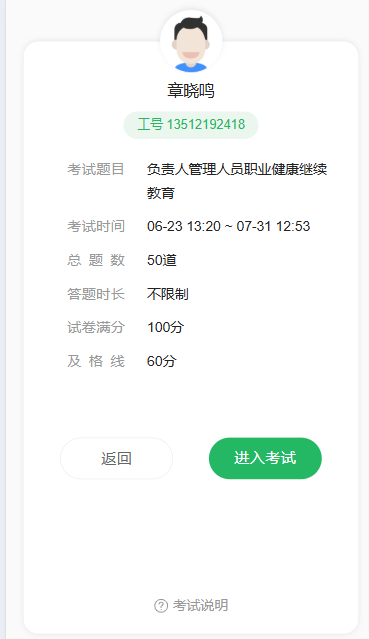 章晓鸣
工号 13512192418
考试题目 负责人管理人员职业健康继续
教育
考试时间 06-23 13:20 ~ 07-31 12:53
总 题 数 50道
答题时长 不限制
试卷满分 100分
及 格 线 60分
返回 进入考试
? 考试说明